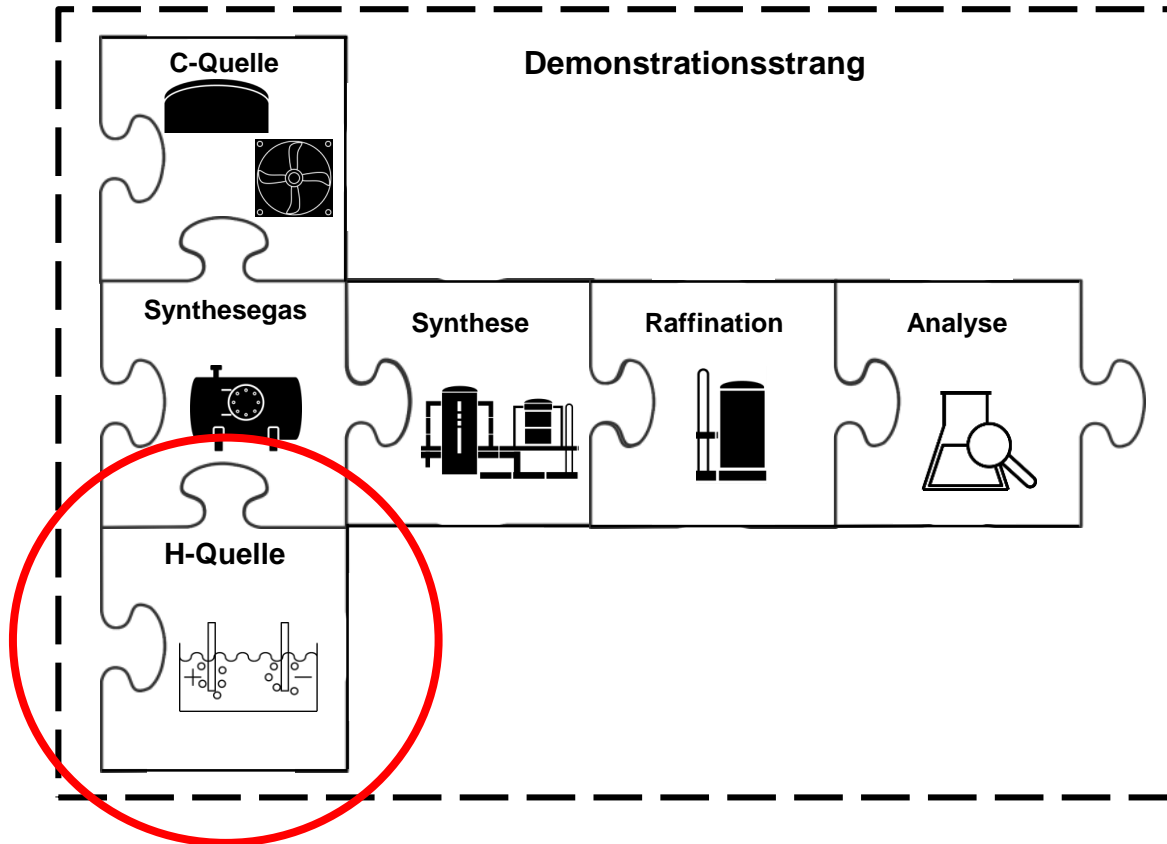 C-Quelle
Demonstrationsstrang
Synthesegas
Synthese
Raffination
Analyse
H-Quelle
+ −